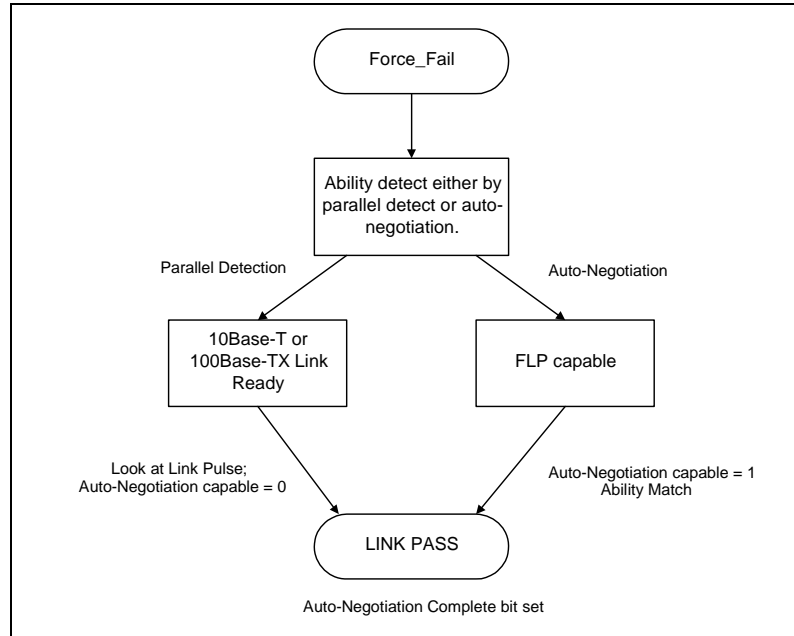 Force_Fail
Ability detect either by
parallel detect or auto-
negotiation.
Parallel Detection
Auto-Negotiation
10Base-T or
100Base-TX Link
Ready
FLP capable
Look at Link Pulse;
Auto-Negotiation capable = 0
Auto-Negotiation capable = 1
Ability Match
LINK PASS
Auto-Negotiation Complete bit set